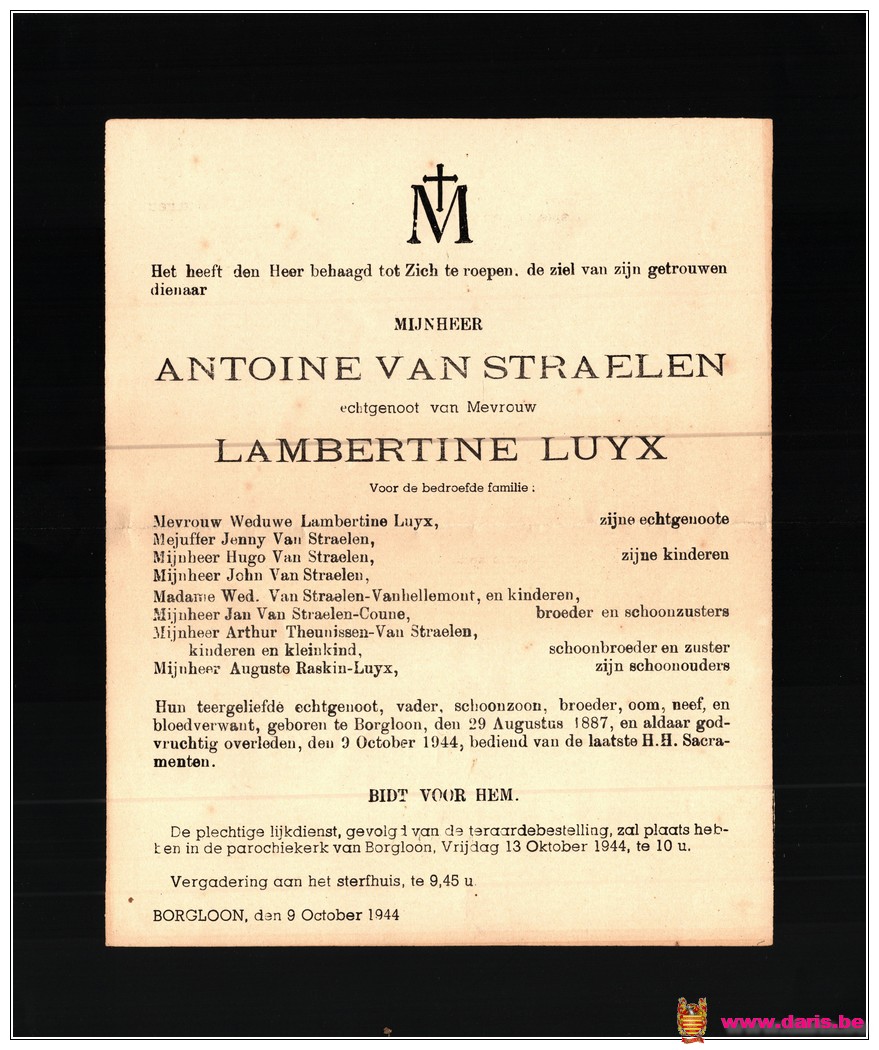 M
Het heeft den Heer behaagd tot Zich te roepen. de ziel van zijn getrouwen
dienaar
MIJNHEER
ANTOINE VAN STRAELEN
echtgenoot van Mevrouw
LAMBERTINE LUYX
Voor de bedroefde familie :
Mevrouw Weduwe Lambertine Luyx, zijne echtgenoote
Mejuffer Jenny Van Straelen,
Mijnheer Hugo Van Straelen, zijne kinderen
Mijnheer John Van Straelen,
Madame Wed. Van Straelen-Vanhellemont, en kinderen,
Mijnheer Jan Van Straelen-Coune, broeder en schoonzusters
Mijnheer Arthur Theunissen-Van Straelen,
kinderen en kleinkind, schoonbroeder en zuster
Mijnheer Auguste Raskin-Luyx, zijn schoonouders
Hun teergeliefde echtgenoot, vader, schoonzoon, broeder, oom, neef, en
bloedverwant, geboren te Borgloon, den 29 Augustus 1887, en aldaar god-
vruchtig overleden, den 9 October 1944, bediend van de laatste H.H. Sacra-
menten.
BIDT VOOR HEM.
De plechtige lijkdienst, gevolgd van de teraardebestelling, zal plaats heb-
ben in de parochiekerk van Borgloon, Vrijdag 13 Oktober 1944, te 10 u.
Vergadering aan het sterfhuis, te 9,45 u.
BORGLOON, den 9 October 1944
www.daris.be